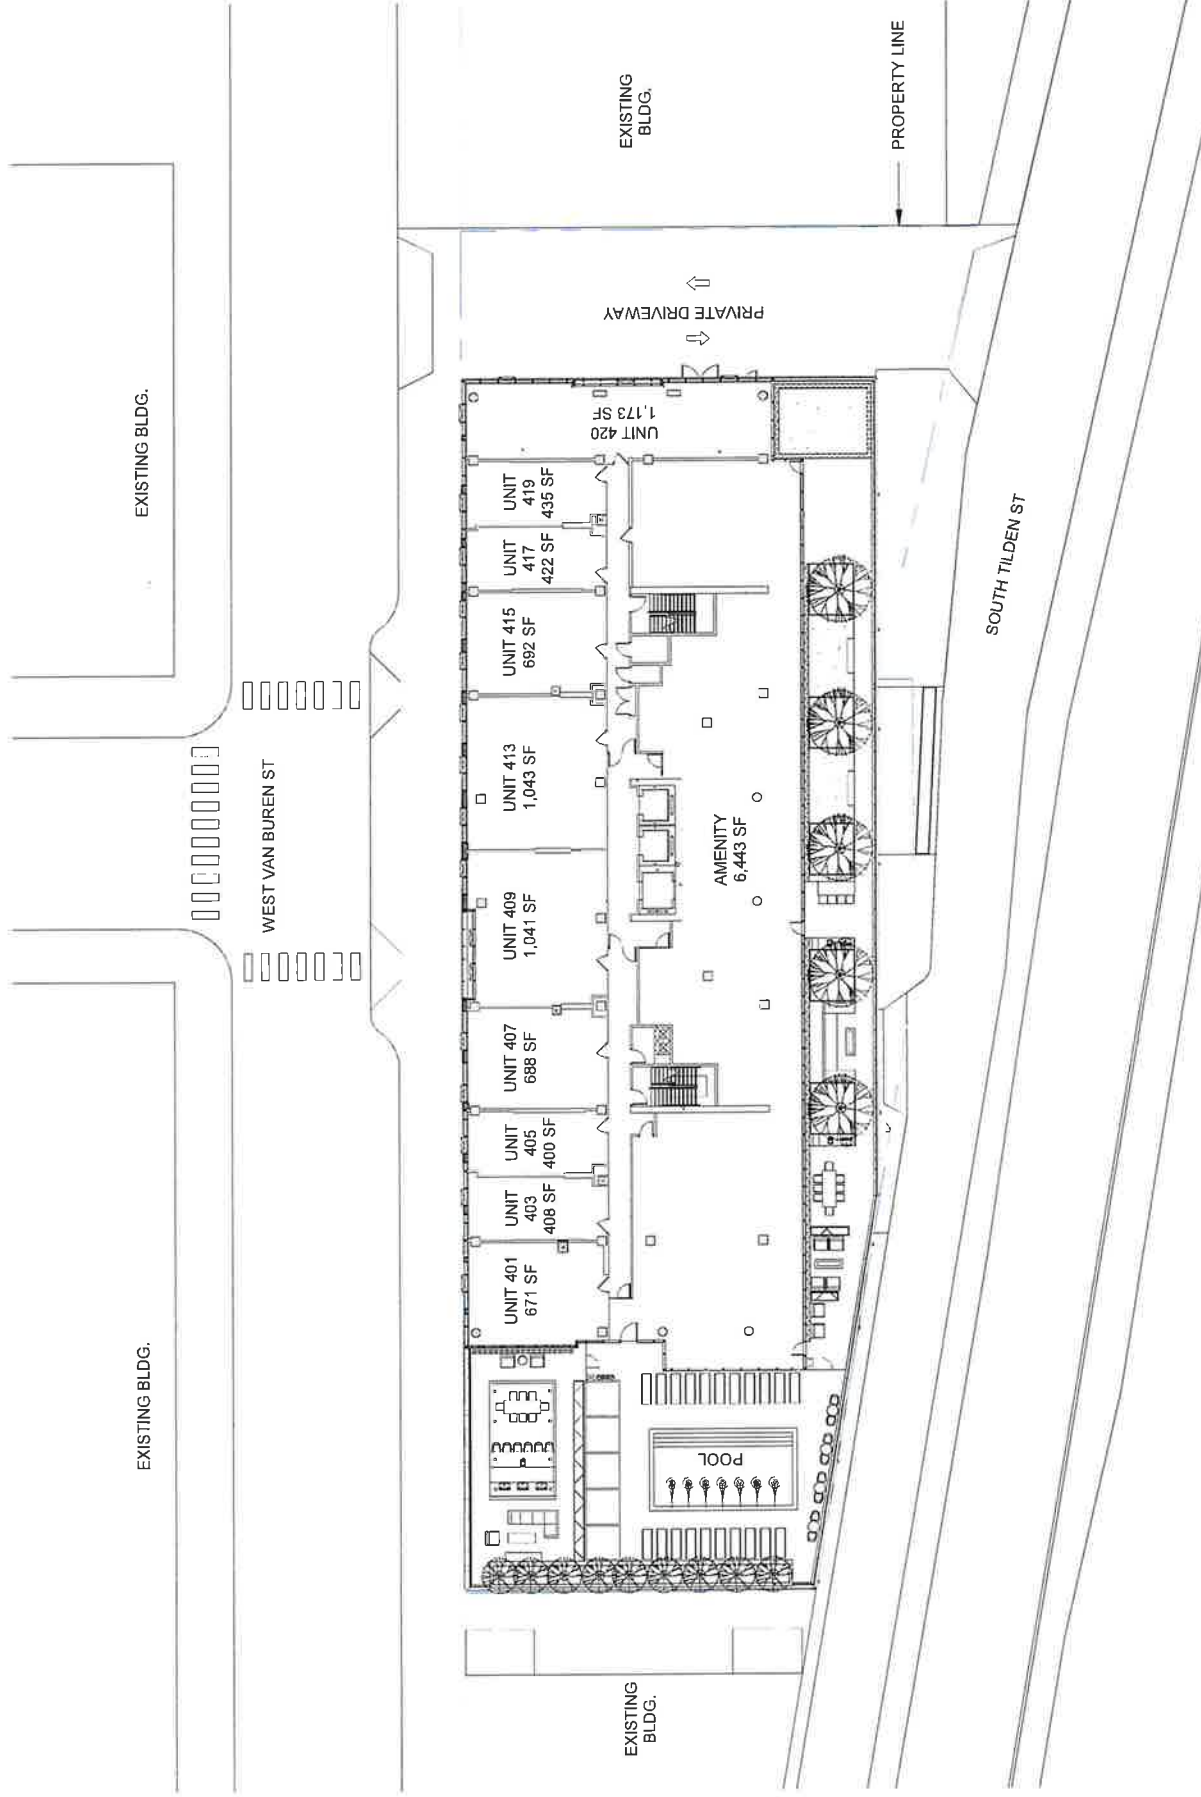 EXISTING BLDG.
EXISTING BLDG.
WEST VAN BUREN ST
EXISTING
BLDG.
UNIT 401
671 SF
UNIT
403
408 SF
UNIT
405
400 SF
UNIT 407
688 SF
UNIT 409
1,041 SF
UNIT 413
1,043 SF
UNIT 415
692 SF
UNIT
417
422 SF
UNIT
419
435 SF
UNIT 420
1,173 SF
PRIVATE DRIVEWAY
EXISTING
BLDG.
POOL
AMENITY
6,443 SF
PROPERTY LINE
SOUTH TILDEN ST